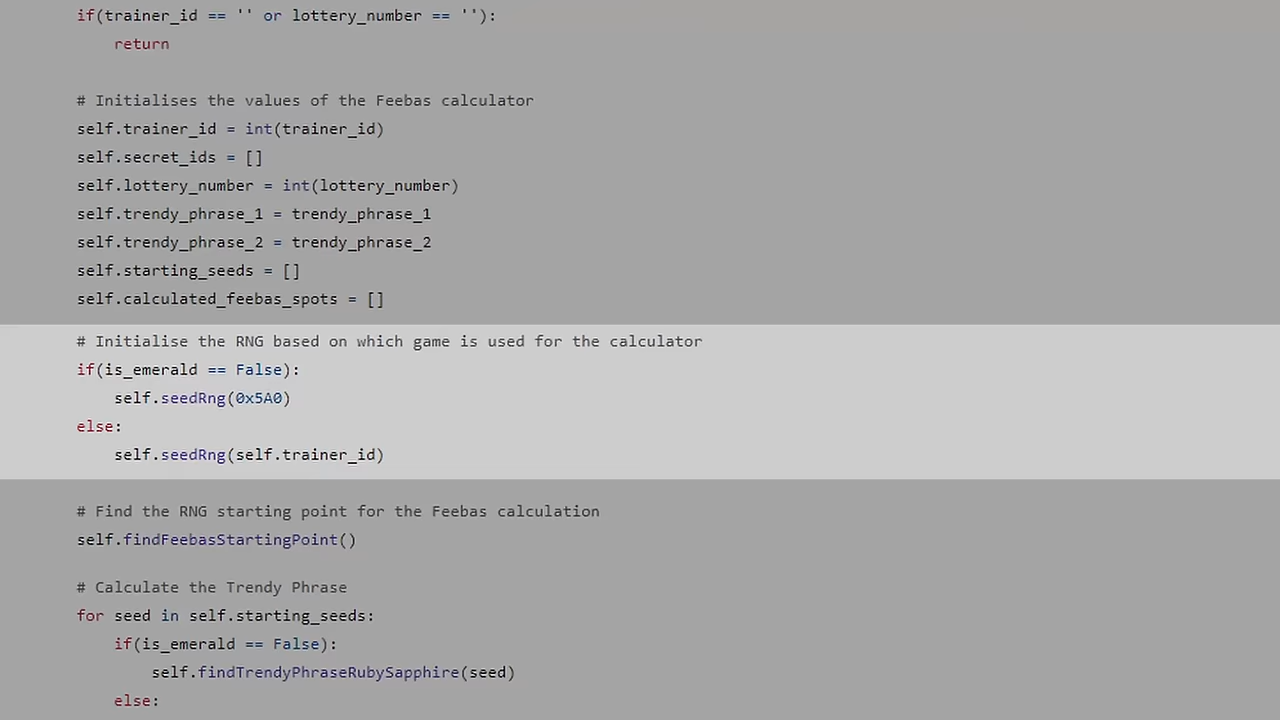 if(trainer_id == '' or lottery_number == ''):
return
# Initialises the values of the Feebas calculator
self.trainer_id = int(trainer_id)
self.secret_ids = []
self.lottery_number = int(lottery_number)
self.trendy_phrase_1 = trendy_phrase_1
self.trendy_phrase_2 = trendy_phrase_2
self.starting_seeds = []
self.calculated_feebas_spots = []
# Initialise the RNG based on which game is used for the calculator
if(is_emerald == False):
self.seedRng(0x5A0)
else:
self.seedRng(self.trainer_id)
# Find the RNG starting point for the Feebas calculation
self.findFeebasStartingPoint()
# Calculate the Trendy Phrase
for seed in self.starting_seeds:
if(is_emerald == False):
self.findTrendyPhraseRubySapphire(seed)
else: